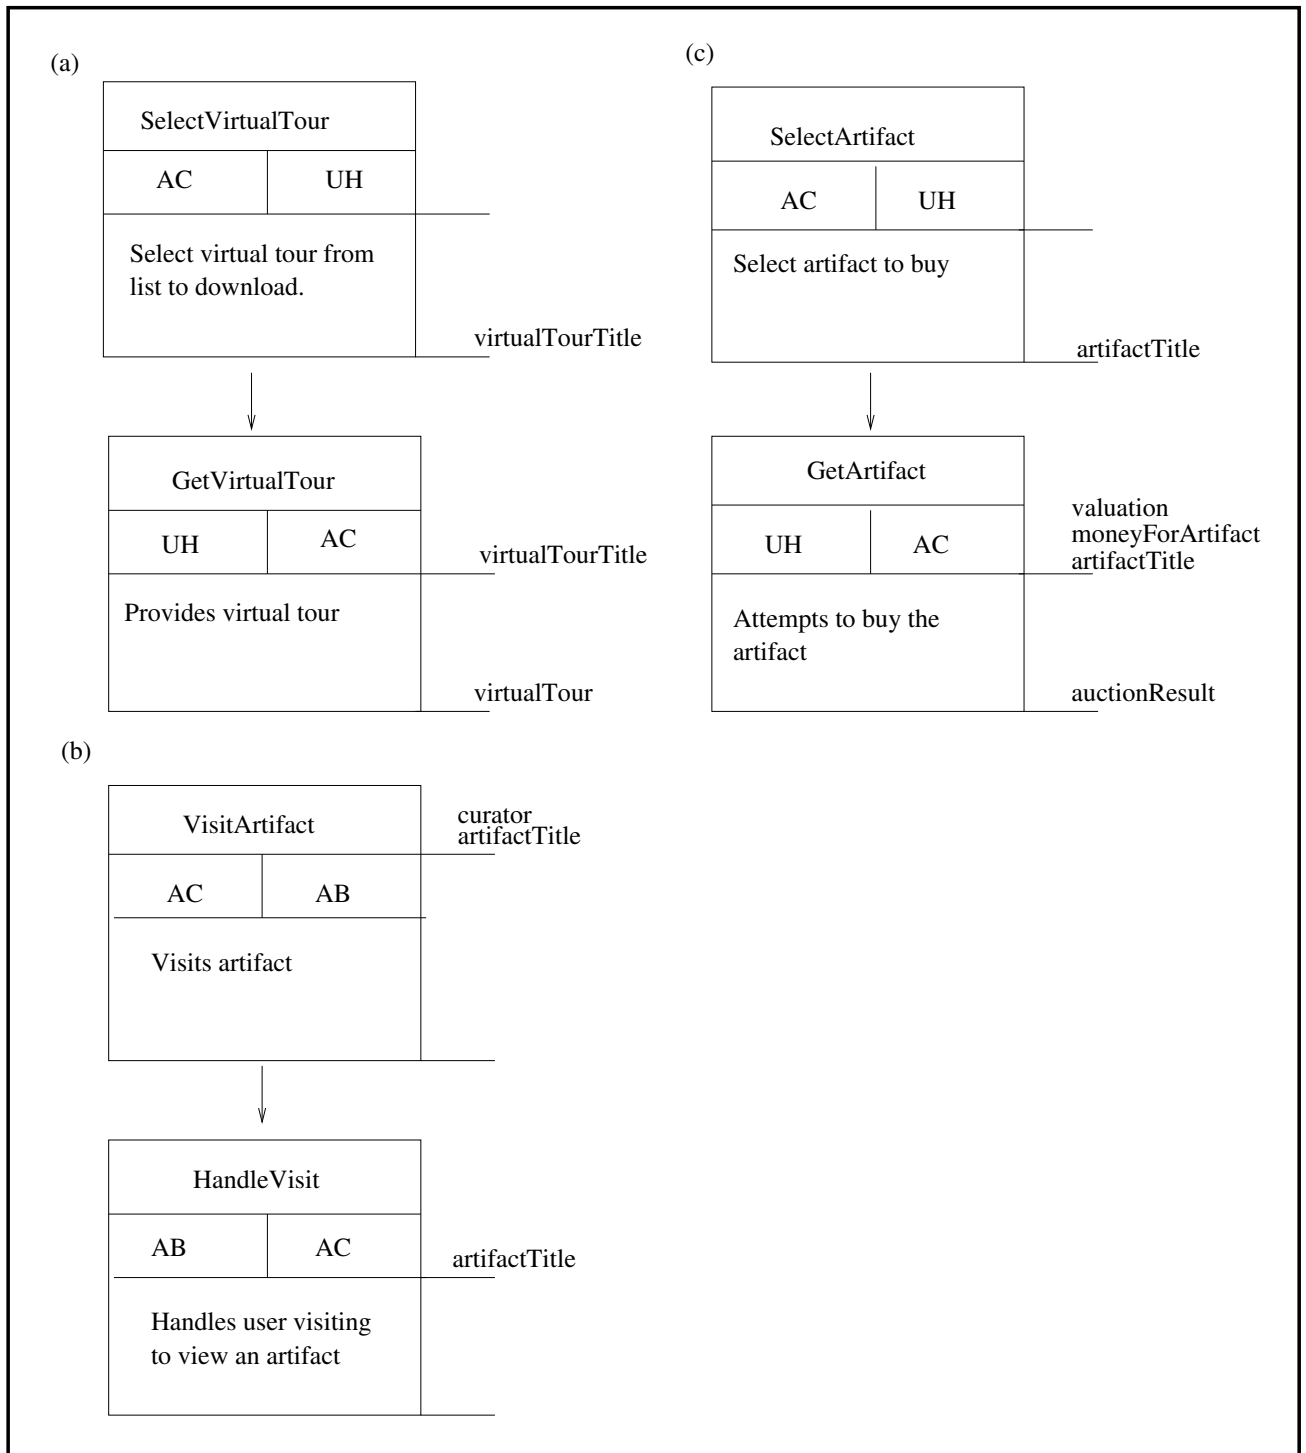 (a)
SelectVirtualTour
AC
UH
Select virtual tour from
list to download.
virtualTourTitle
GetVirtualTour
UH
AC
virtualTourTitle
Provides virtual tour
virtualTour
(b)
VisitArtifact
curator
artifactTitle
AC
AB
Visits artifact
HandleVisit
AB
AC
artifactTitle
Handles user visiting
to view an artifact
(c)
SelectArtifact
AC
UH
Select artifact to buy
artifactTitle
GetArtifact
UH
AC
valuation
moneyForArtifact
artifactTitle
Attempts to buy the
artifact
auctionResult